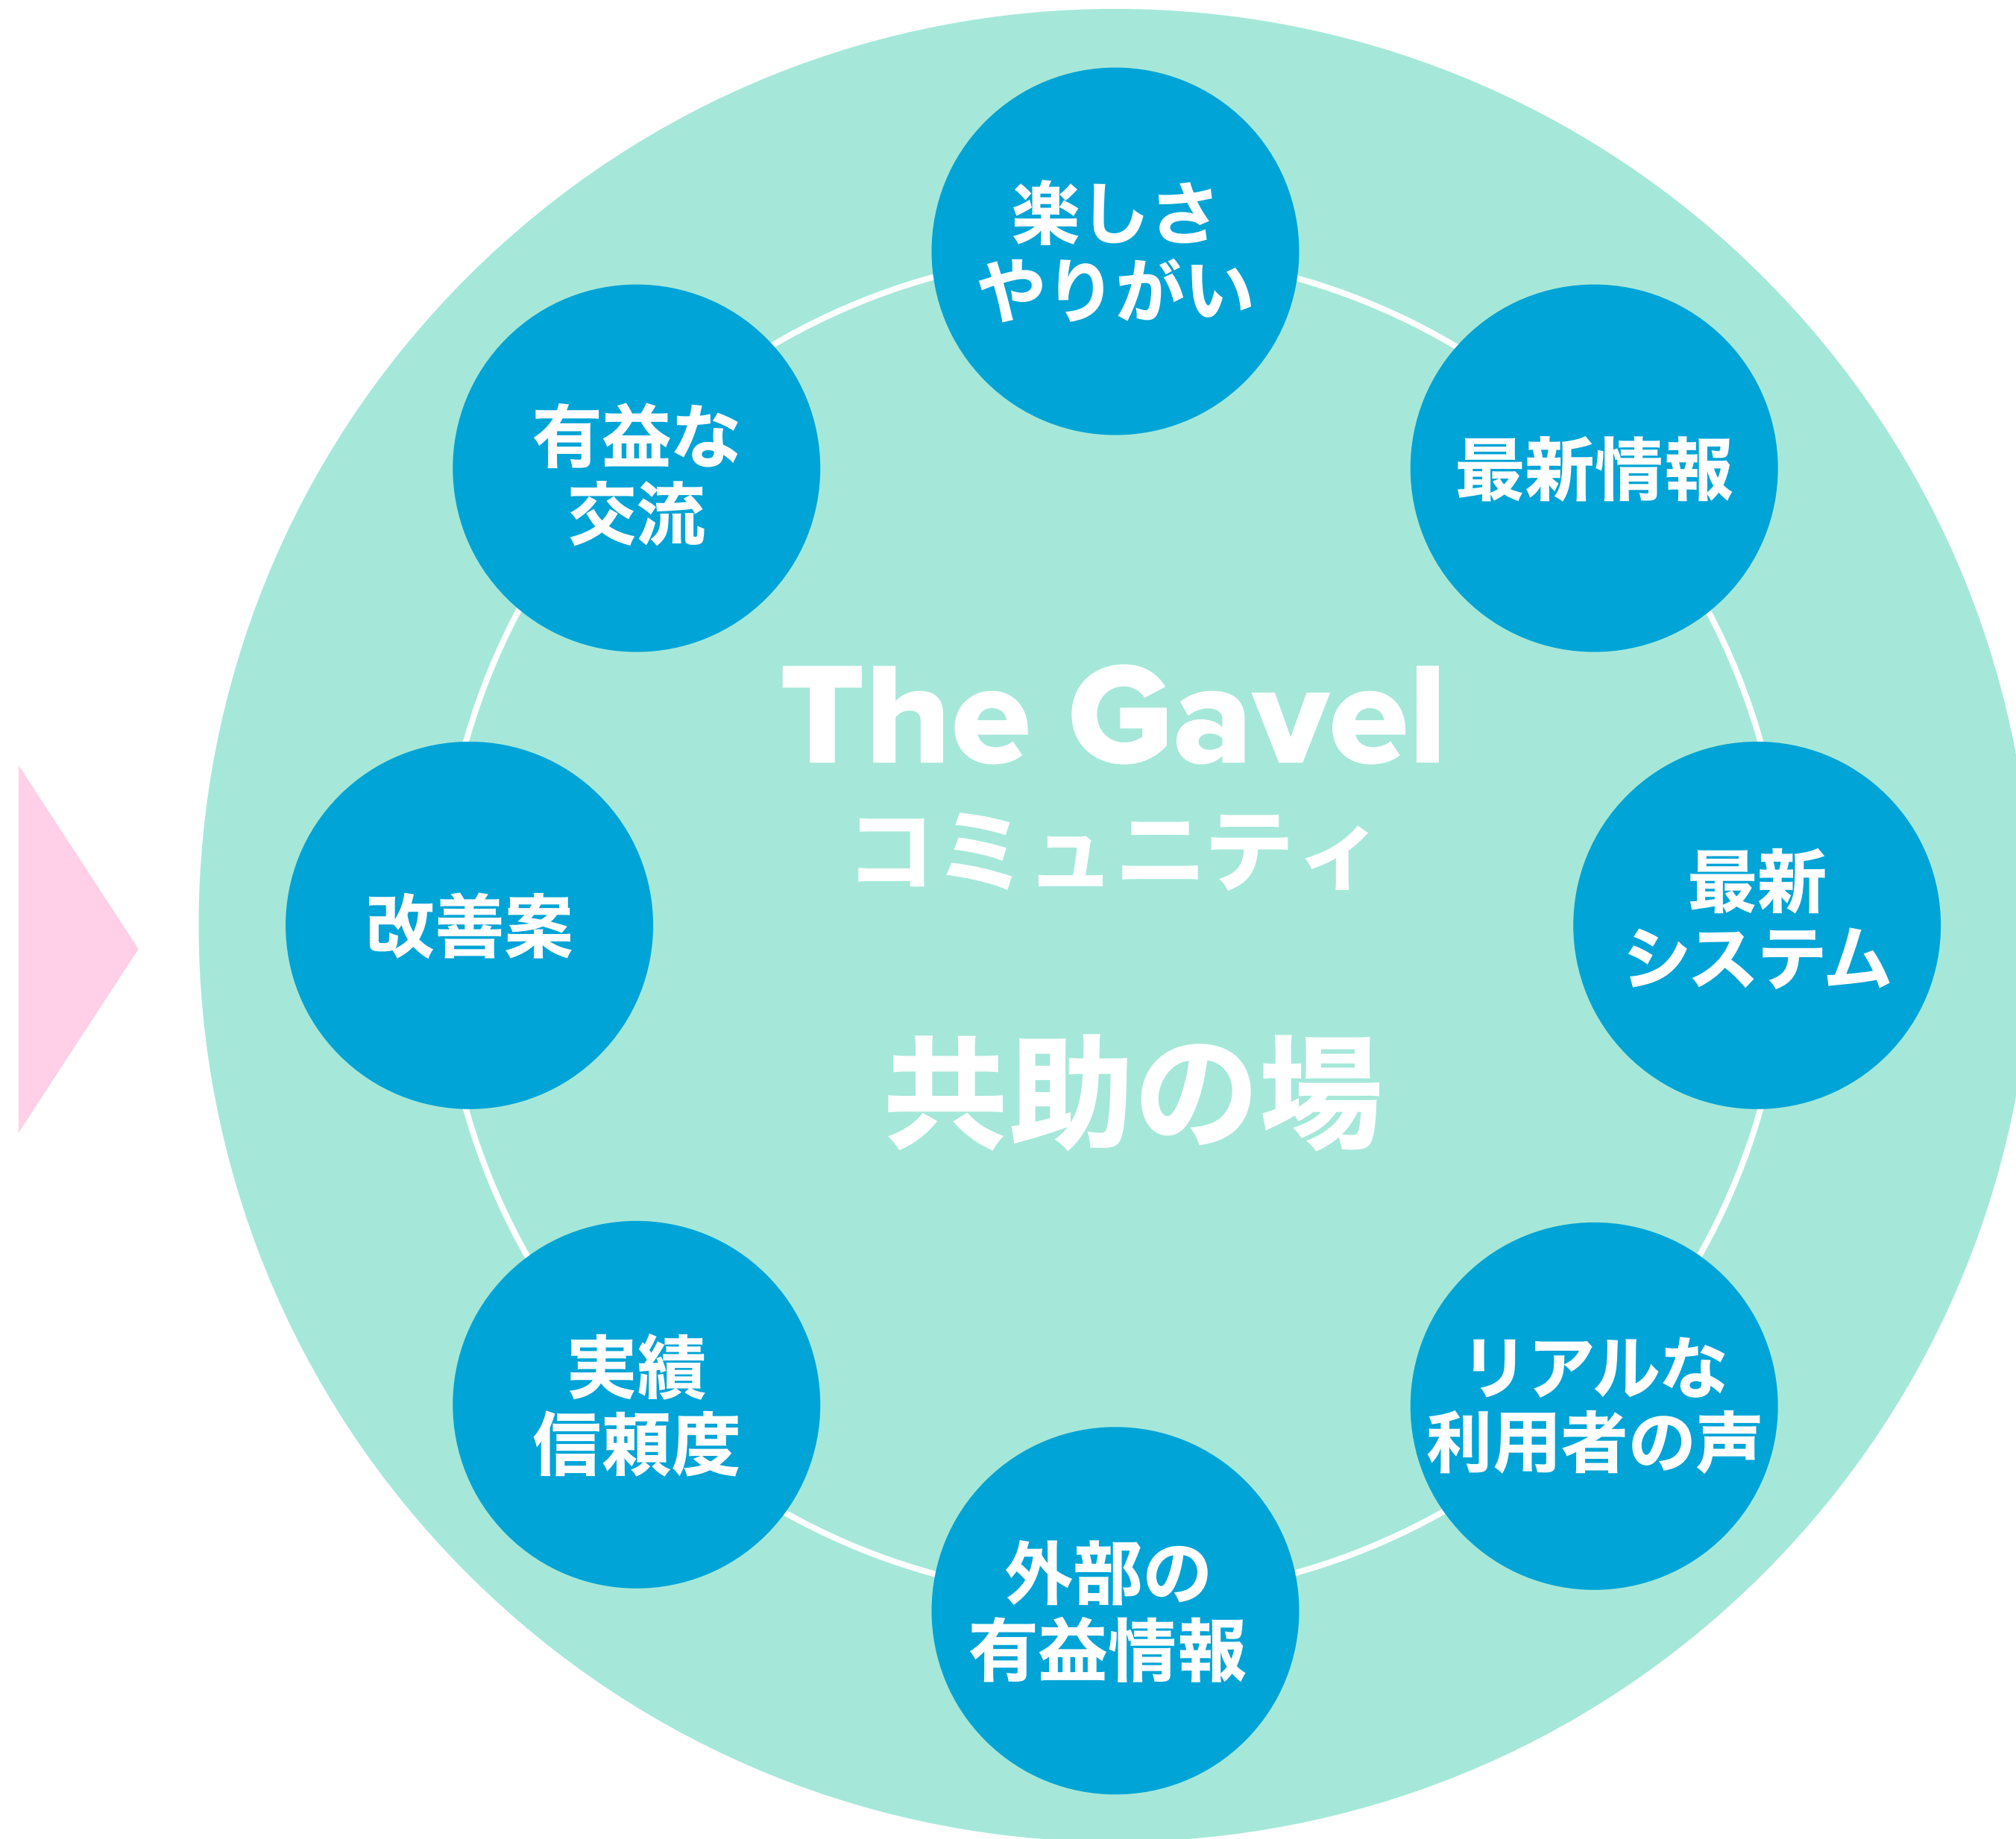 楽しさ
やりがい
有益な
交流
最新情報
The Gavel
コミュニティ
改善案
最新
システム
共助の場
実績
信頼度
リアルな
利用者の声
外部の
有益情報